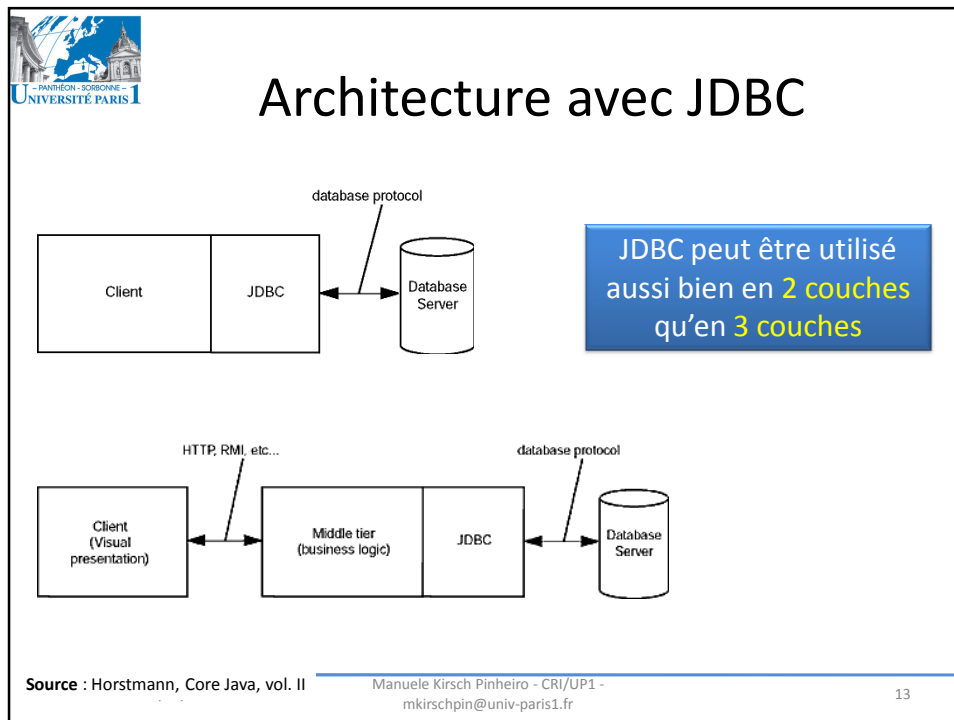 – PANTHÉON - SORBONNE –
UNIVERSITÉ PARIS 1
Architecture avec JDBC
database protocol
Client
JDBC
Database
Server
JDBC peut être utilisé
aussi bien en 2 couches
qu’en 3 couches
HTTP, RMI, etc...
database protocol
Client
(Visual
presentation)
Middle tier
(business logic)
JDBC
Database
Server
Source : Horstmann, Core Java, vol. II
Manuele Kirsch Pinheiro - CRI/UP1 -
mkirschpin@univ-paris1.fr
13